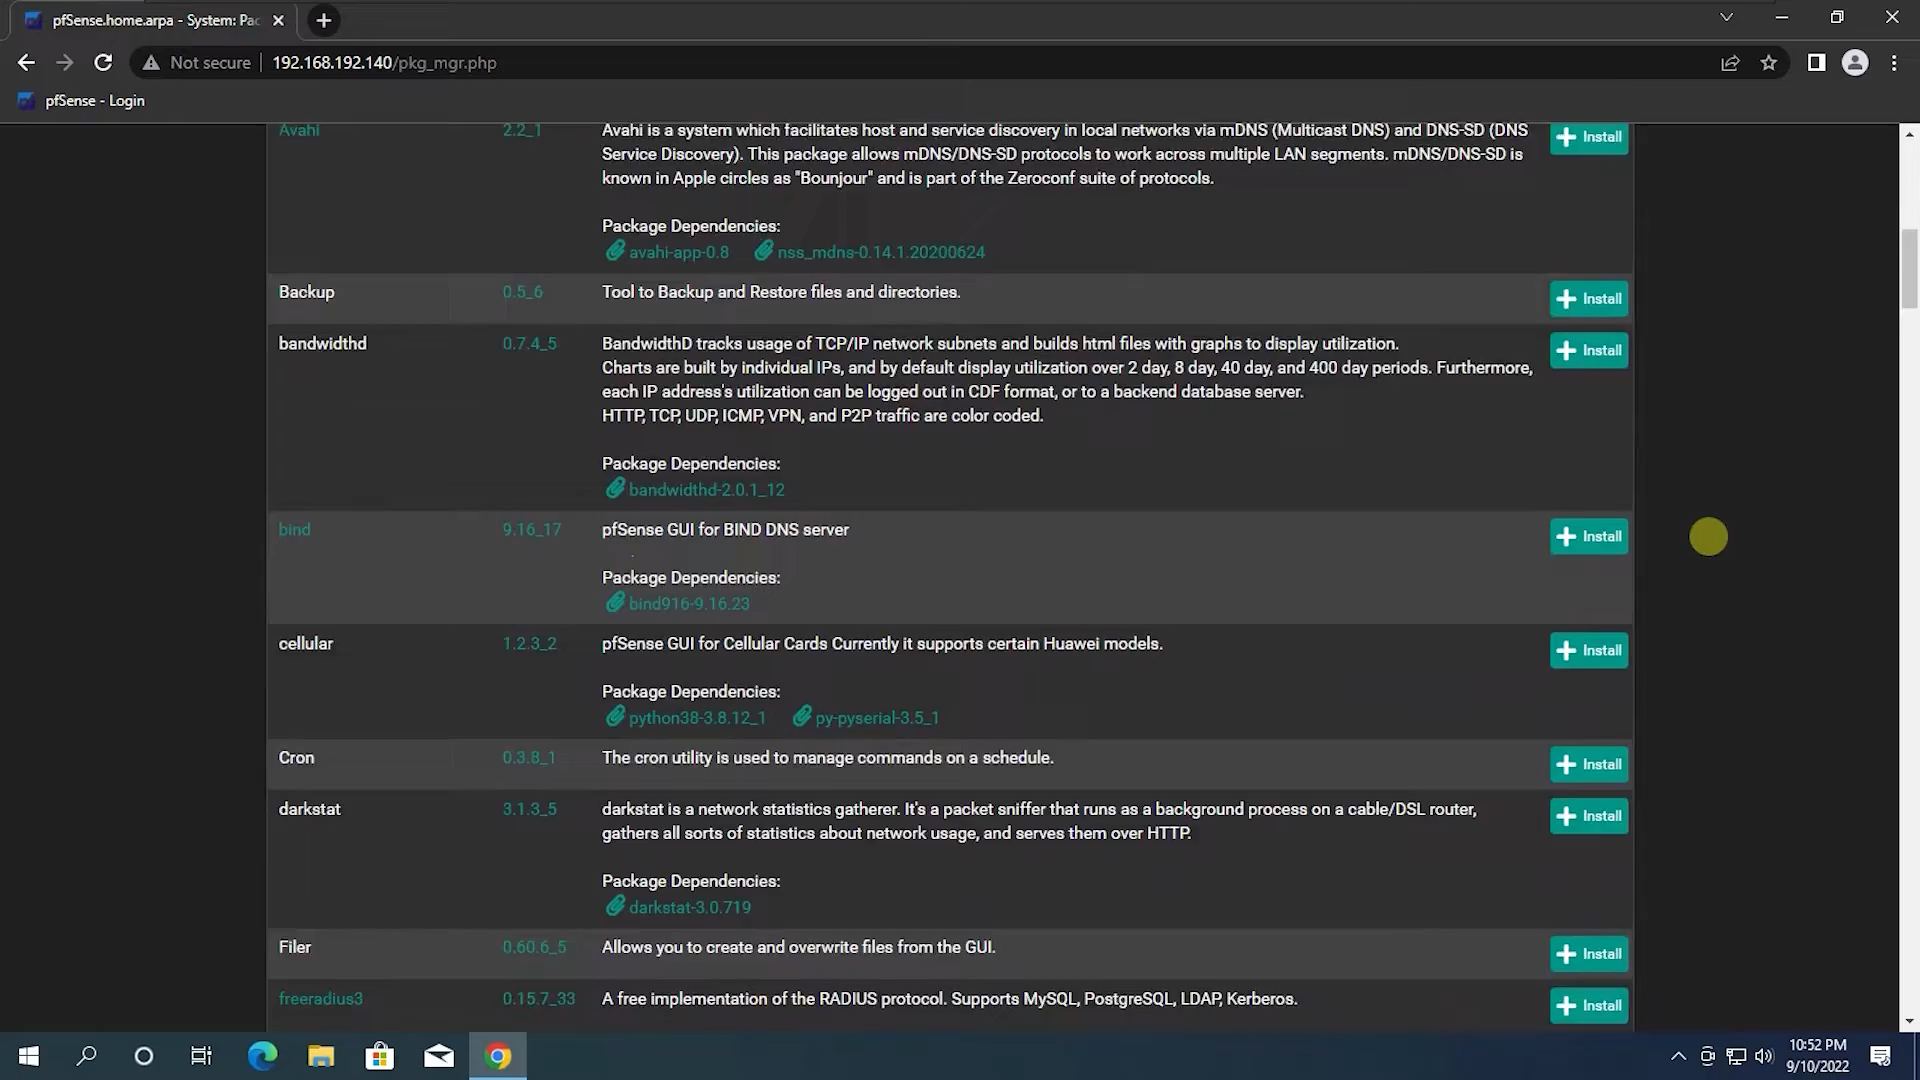 pfSense.home.arpa - System: Pac
Not secure
192.168.192.140/pkg_mgr.php
pfSense - Login
Avahi
2.2_1
Avahi is a system which facilitates host and service discovery in local networks via mDNS (Multicast DNS) and DNS-SD (DNS
Service Discovery). This package allows mDNS/DNS-SD protocols to work across multiple LAN segments. mDNS/DNS-SD is
known in Apple circles as "Bounjour" and is part of the Zeroconf suite of protocols.
Install
Package Dependencies:
avahi-app-0.8 nss_mdns-0.14.1.20200624
Backup
0.5_6
Tool to Backup and Restore files and directories.
Install
bandwidthd
0.7.4_5
BandwidthD tracks usage of TCP/IP network subnets and builds html files with graphs to display utilization.
Charts are built by individual IPs, and by default display utilization over 2 day, 8 day, 40 day, and 400 day periods. Furthermore,
each IP address's utilization can be logged out in CDF format, or to a backend database server.
HTTP, TCP, UDP, ICMP, VPN, and P2P traffic are color coded.
Install
Package Dependencies:
bandwidthd-2.0.1_12
bind
9.16_17
pfSense GUI for BIND DNS server
Install
Package Dependencies:
bind916-9.16.23
cellular
1.2.3_2
pfSense GUI for Cellular Cards Currently it supports certain Huawei models.
Install
Package Dependencies:
python38-3.8.12_1 py-pyserial-3.5_1
Cron
0.3.8_1
The cron utility is used to manage commands on a schedule.
Install
darkstat
3.1.3_5
darkstat is a network statistics gatherer. It's a packet sniffer that runs as a background process on a cable/DSL router,
gathers all sorts of statistics about network usage, and serves them over HTTP.
Install
Package Dependencies:
darkstat-3.0.719
Filer
0.60.6_5
Allows you to create and overwrite files from the GUI.
Install
freeradius3
0.15.7_33
A free implementation of the RADIUS protocol. Supports MySQL, PostgreSQL, LDAP, Kerberos.
Install
10:52 PM
9/10/2022